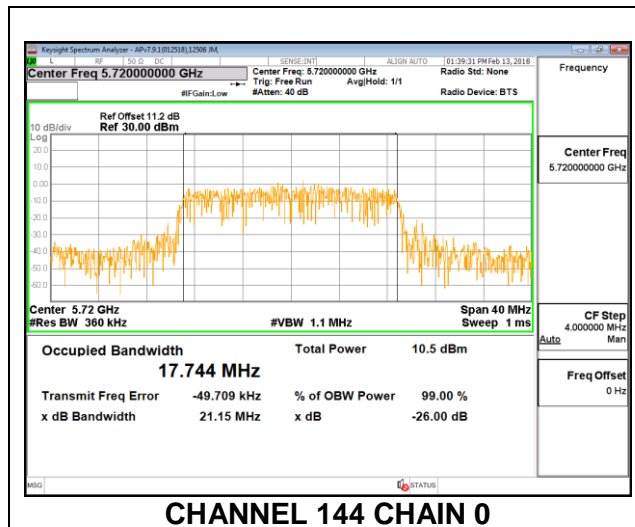 Keysight Spectrum Analyzer - APv7.9.1(012518),12506 JM,
L RF 50 Ω DC SENSE:INT ALIGN AUTO 01:39:31 PM Feb 13, 2018
Center Freq 5.720000000 GHz
Center Freq: 5.720000000 GHz Radio Std: None
Trig: Free Run Avg|Hold: 1/1
#IFGain:Low #Atten: 40 dB Radio Device: BTS
Frequency
Ref Offset 11.2 dB
10 dB/div Ref 30.00 dBm
Log
20.0
10.0
0.00
-10.0
-20.0
-30.0
-40.0
-50.0
-60.0
Center 5.72 GHz Span 40 MHz
#Res BW 360 kHz #VBW 1.1 MHz Sweep 1 ms
Occupied Bandwidth Total Power 10.5 dBm
17.744 MHz
Transmit Freq Error -49.709 kHz % of OBW Power 99.00 %
x dB Bandwidth 21.15 MHz x dB -26.00 dB
Center Freq
5.720000000 GHz
CF Step
4.000000 MHz
Auto Man
Freq Offset
0 Hz
MSG STATUS
CHANNEL 144 CHAIN 0